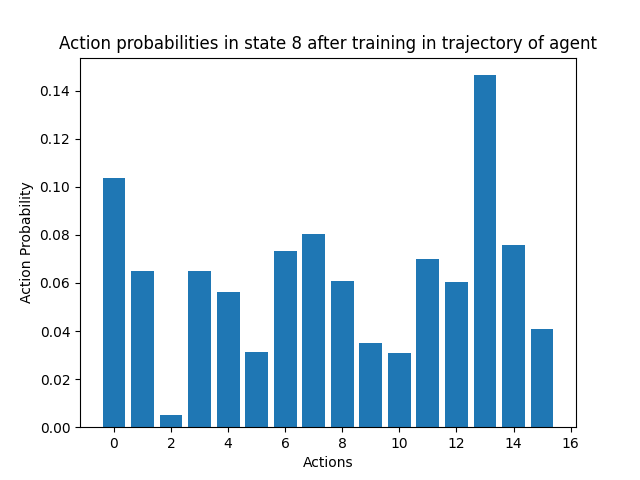 Action probabilities in state 8 after training in trajectory of agent
0.14
0.12
0.10
0.08
0.06
0.04
0.02
0.00
Action Probability
0 2 4 6 8 10 12 14 16
Actions